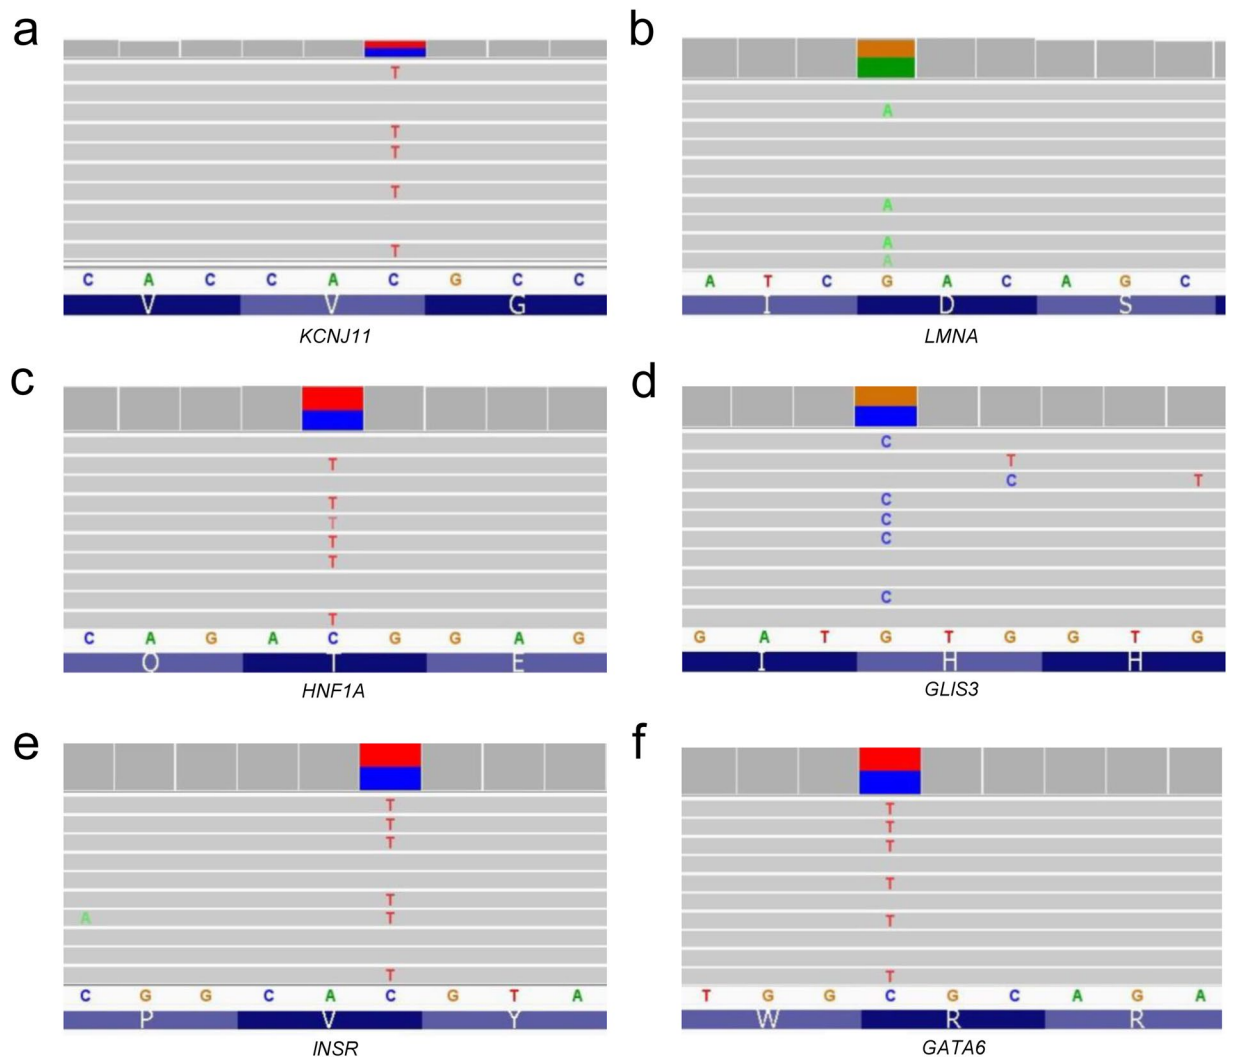 a
T
T
T
T
T
C A C C A C G C C
V V G
KCNJ11
b
A
A
A
A
A T C G A C A G C
I D S
LMNA
c
T
T
T
T
T
T
C A G A C G G A G
Q T E
HNF1A
d
C
T
C T
C
C
C
C
G A T G T G G T G
I H H
GLIS3
e
T
T
T
T
A T
T
C G G C A C G T A
P V Y
INSR
f
T
T
T
T
T
T
T G G C G C A G A
W R R
GATA6